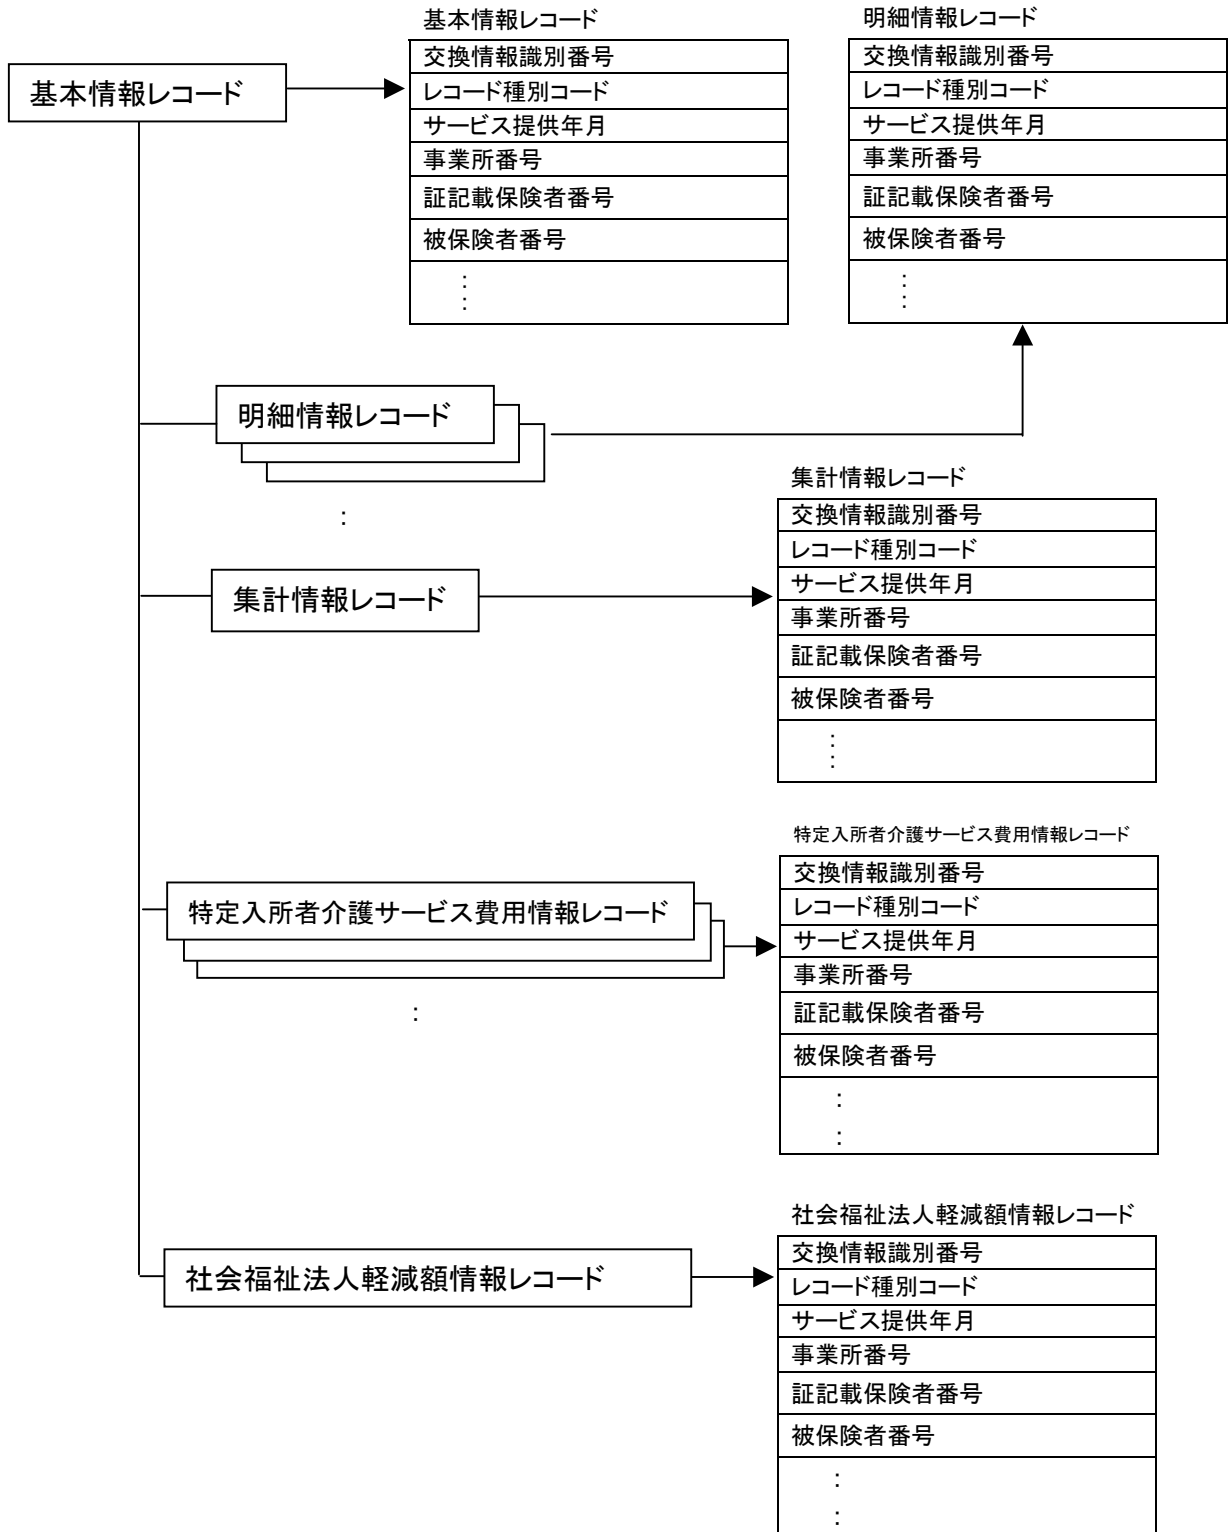 基本情報レコード
基本情報レコード
交換情報識別番号
レコード種別コード
サービス提供年月
事業所番号
証記載保険者番号
被保険者番号
:
:
明細情報レコード
交換情報識別番号
レコード種別コード
サービス提供年月
事業所番号
証記載保険者番号
被保険者番号
:
:
明細情報レコード
:
集計情報レコード
集計情報レコード
交換情報識別番号
レコード種別コード
サービス提供年月
事業所番号
証記載保険者番号
被保険者番号
:
:
特定入所者介護サービス費用情報レコード
:
特定入所者介護サービス費用情報レコード
交換情報識別番号
レコード種別コード
サービス提供年月
事業所番号
証記載保険者番号
被保険者番号
:
:
社会福祉法人軽減額情報レコード
社会福祉法人軽減額情報レコード
交換情報識別番号
レコード種別コード
サービス提供年月
事業所番号
証記載保険者番号
被保険者番号
:
: